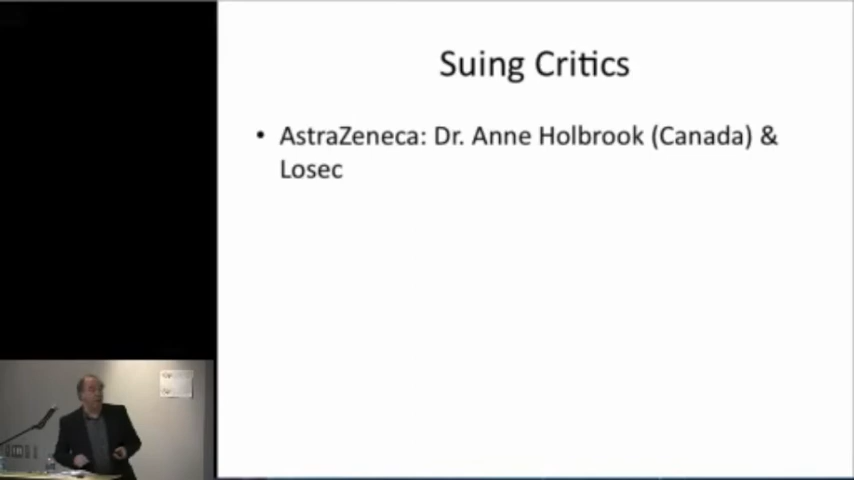 Suing Critics
• AstraZeneca: Dr. Anne Holbrook (Canada) &
Losec